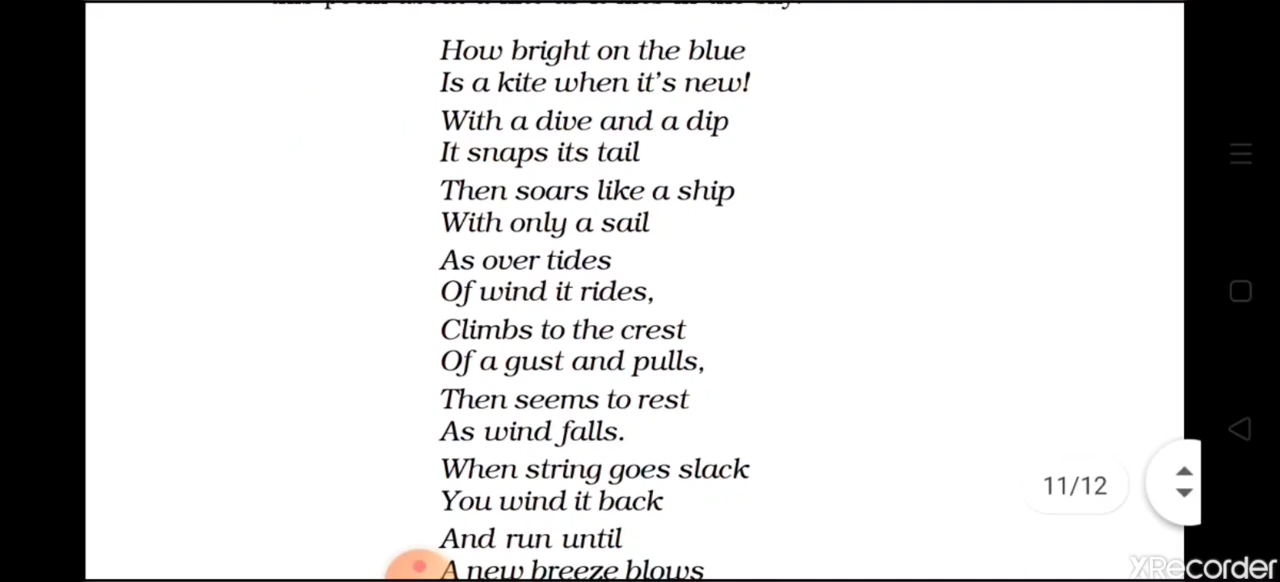 How bright on the blue
Is a kite when it's new!
With a dive and a dip
It snaps its tail
Then soars like a ship
With only a sail
As over tides
Of wind it rides,
Climbs to the crest
Of a gust and pulls,
Then seems to rest
As wind falls.
When string goes slack
You wind it back
And run until
A new breeze blows
11/12
XRecorder